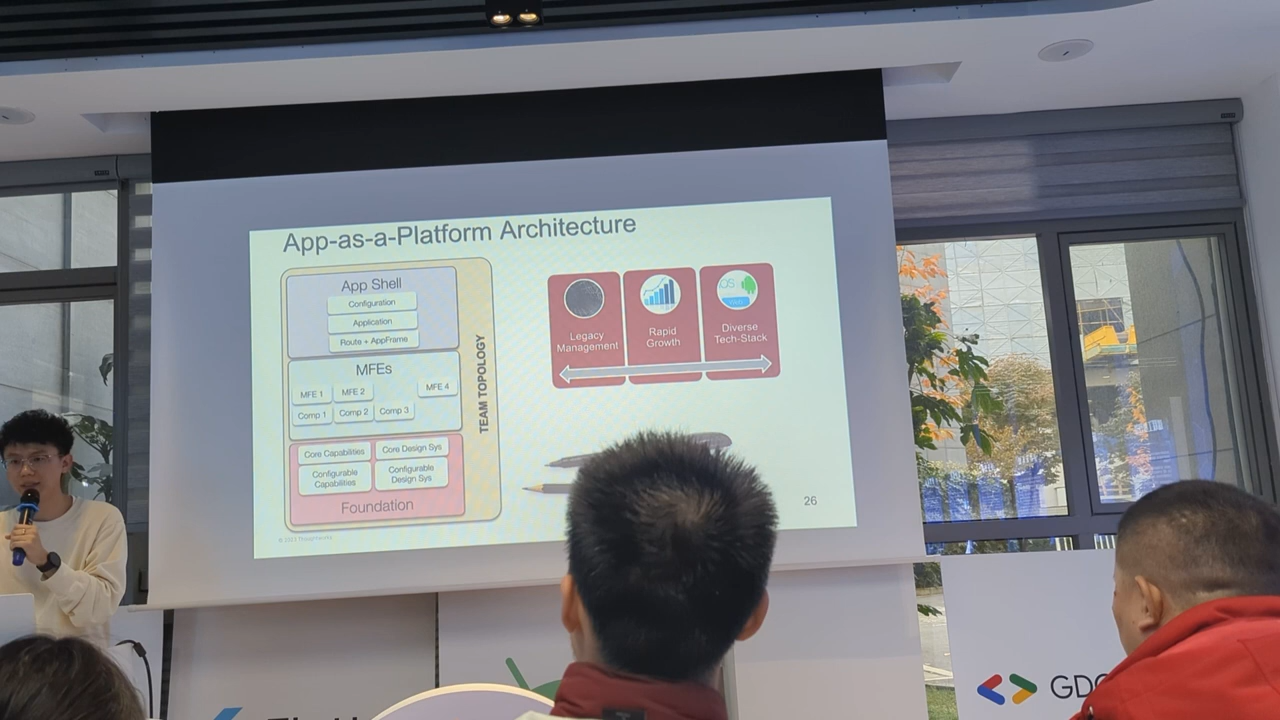 App-as-a-Platform Architecture
App Shell
Configuration
Application
Route + AppFrame
MFEs
MFE 1
MFE 2
MFE 4
Comp 1
Comp 2
Comp 3
Core Capabilities
Core Design Sys
Configurable
Capabilities
Configurable
Design Sys
Foundation
TEAM TOPOLOGY
Legacy
Management
Rapid
Growth
iOS
Web
Diverse
Tech-Stack
26
GDG